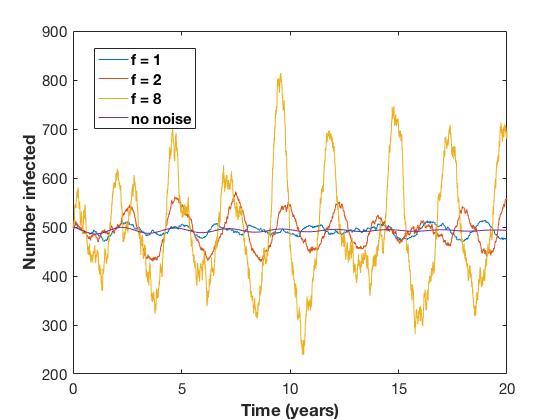 900
800
700
600
500
400
300
200
Number infected
f = 1
f = 2
f = 8
no noise
0 5 10 15 20
Time (years)